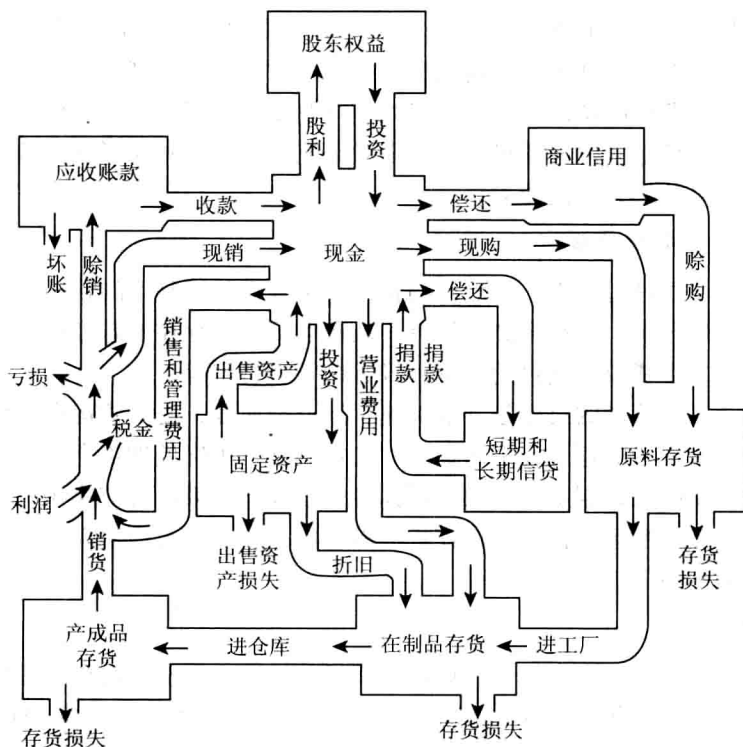 股东权益
股利
投资
应收账款
商业信用
收款
偿还
坏账
赊销
现销
现金
现购
赊购
偿还
销售和管理费用
出售资产
投资
营业费用
捐款
捐款
亏损
税金
固定资产
短期和
长期信贷
原料存货
利润
销货
出售资
产损失
折旧
存货
损失
产成品
存货
进仓库
在制品存货
进工厂
存货损失
存货损失